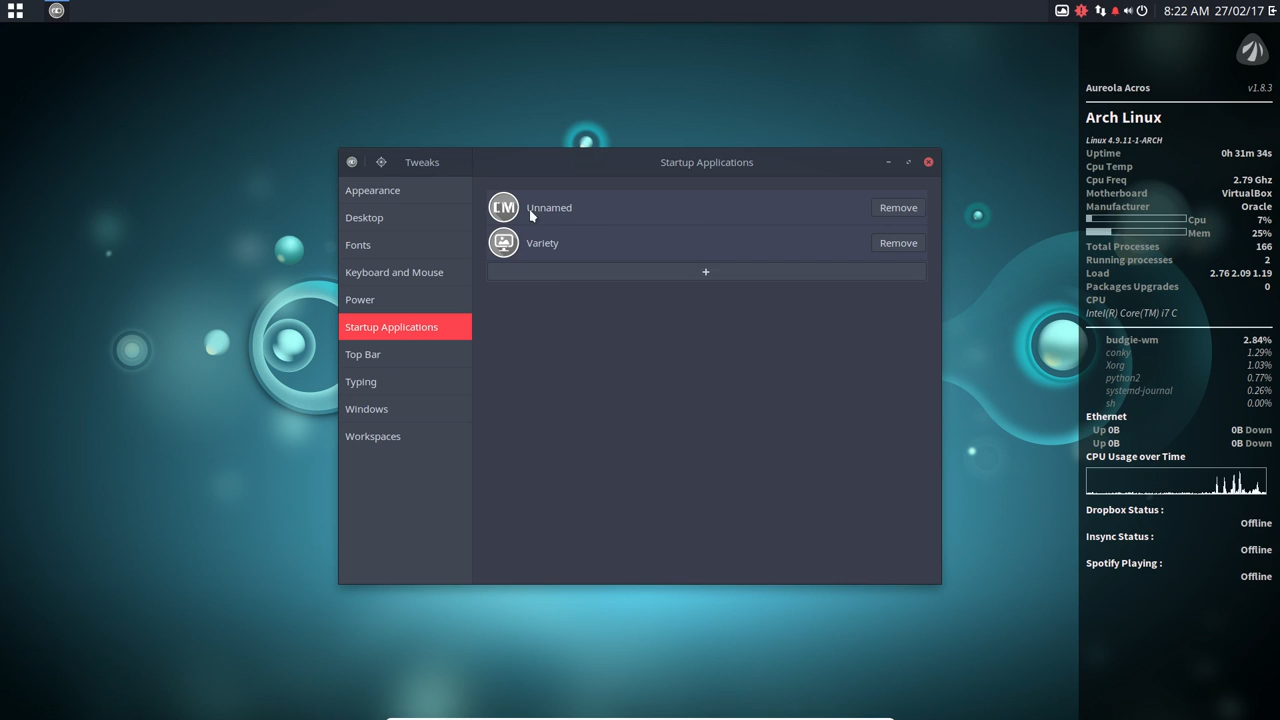 8:22 AM 27/02/17
Tweaks
Startup Applications
Appearance
Desktop
Fonts
Keyboard and Mouse
Power
Startup Applications
Top Bar
Typing
Windows
Workspaces
CM Unnamed Remove
Variety Remove
+
Aureola Acros v1.8.3
Arch Linux
Linux 4.9.11-1-ARCH
Uptime 0h 31m 34s
Cpu Temp
Cpu Freq 2.79 Ghz
Motherboard VirtualBox
Manufacturer Oracle
Cpu 7%
Mem 25%
Total Processes 166
Running processes 2
Load 2.76 2.09 1.19
Packages Upgrades 0
CPU
Intel(R) Core(TM) i7 C
budgie-wm 2.84%
conky 1.29%
Xorg 1.03%
python2 0.77%
systemd-journal 0.26%
sh 0.00%
Ethernet
Up 0B 0B Down
Up 0B 0B Down
CPU Usage over Time
Dropbox Status :
Offline
Insync Status :
Offline
Spotify Playing :
Offline